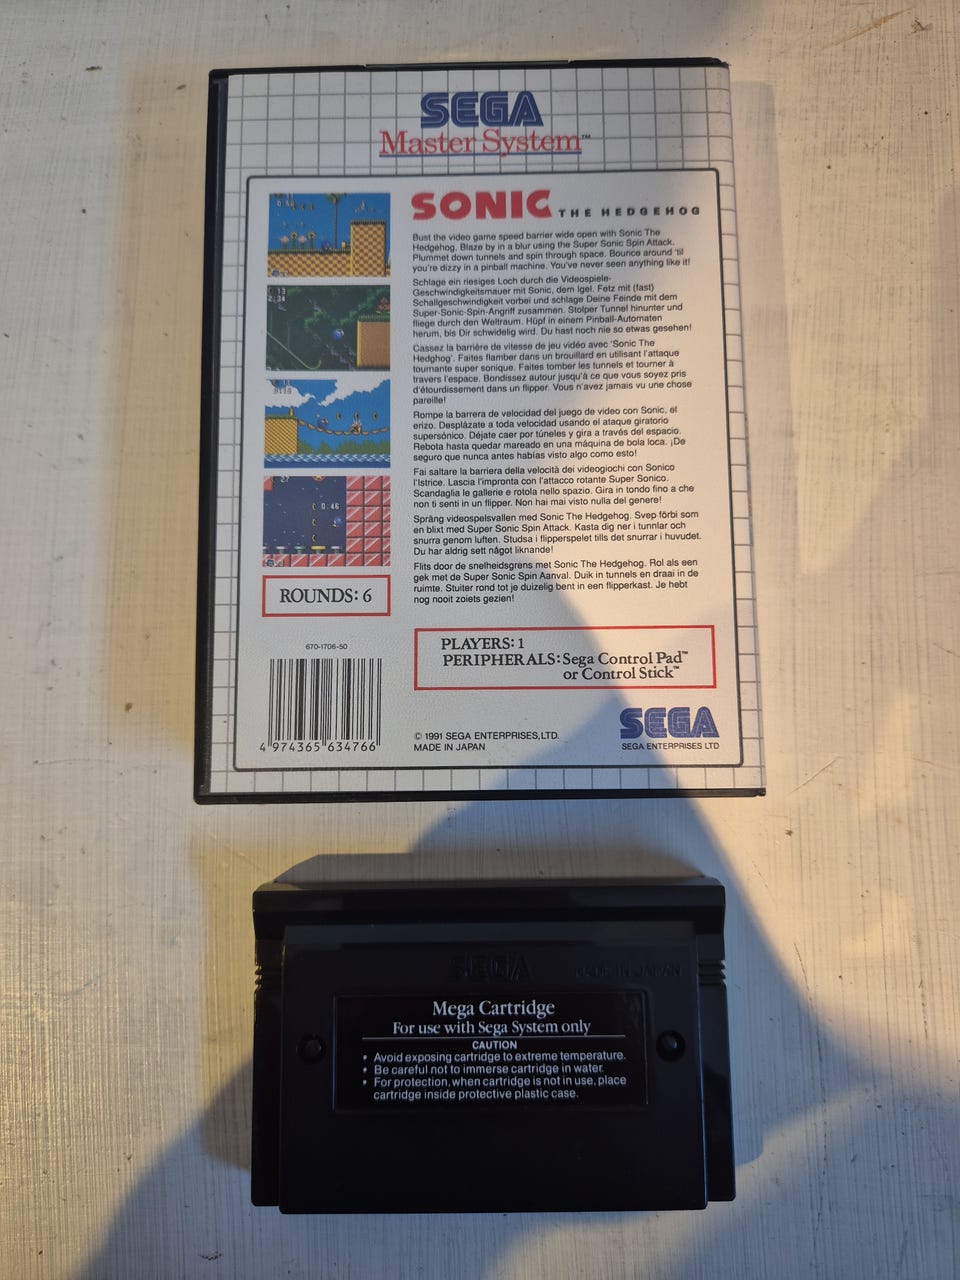 SEGA
Master System™
SONIC THE HEDGEHOG
Bust the video game speed barrier wide open with Sonic The
Hedgehog. Blaze by in a blur using the Super Sonic Spin Attack.
Plummet down tunnels and spin through space. Bounce around 'til
you're dizzy in a pinball machine. You've never seen anything like it!
Schlage ein riesiges Loch durch die Videospiele-
Geschwindigkeitsmauer mit Sonic, dem Igel. Fetz mit (fast)
Schallgeschwindigkeit vorbei und schlage Deine Feinde mit dem
Super-Sonic-Spin-Angriff zusammen. Stolper Tunnel hinunter und
fliege durch den Weltraum. Hüpf in einem Pinball-Automaten
herum, bis Dir schwidelig wird. Du hast noch nie so etwas gesehen!
Cassez la barrière de vitesse de jeu vidéo avec 'Sonic The
Hedghog'. Faites flamber dans un brouillard en utilisant l'attaque
tournante super sonique. Faites tomber les tunnels et tourner à
travers l'espace. Bondissez autour jusqu'à ce que vous soyez pris
d'étourdissement dans un flipper. Vous n'avez jamais vu une chose
pareille!
Rompe la barrera de velocidad del juego de video con Sonic, el
erizo. Desplázate a toda velocidad usando el ataque giratorio
supersónico. Déjate caer por túneles y gira a través del espacio.
Rebota hasta quedar mareado en una máquina de bola loca. ¡De
seguro que nunca antes habías visto algo como esto!
Fai saltare la barriera della velocità dei videogiochi con Sonico
l'Istrice. Lascia l'impronta con l'attacco rotante Super Sonico.
Scandaglia le gallerie e rotola nello spazio. Gira in tondo fino a che
non ti senti in un flipper. Non hai mai visto nulla del genere!
Spräng videospelsvallen med Sonic The Hedgehog. Svep förbi som
en blixt med Super Sonic Spin Attack. Kasta dig ner i tunnlar och
snurra genom luften. Studsa i flipperspelet tills det snurrar i huvudet.
Du har aldrig sett något liknande!
Flits door de snelheidsgrens met Sonic The Hedgehog. Rol als een
gek met de Super Sonic Spin Aanval. Duik in tunnels en draai in de
ruimte. Stuiter rond tot je duizelig bent in een flipperkast. Je hebt
nog nooit zoiets gezien!
0:46
ROUNDS: 6
PLAYERS: 1
PERIPHERALS: Sega Control Pad™
or Control Stick™
670-1706-50
4 974365 634766
© 1991 SEGA ENTERPRISES, LTD.
MADE IN JAPAN
SEGA
SEGA ENTERPRISES LTD
SEGA MADE IN JAPAN
Mega Cartridge
For use with Sega System only
CAUTION
• Avoid exposing cartridge to extreme temperature.
• Be careful not to immerse cartridge in water.
• For protection, when cartridge is not in use, place
cartridge inside protective plastic case.